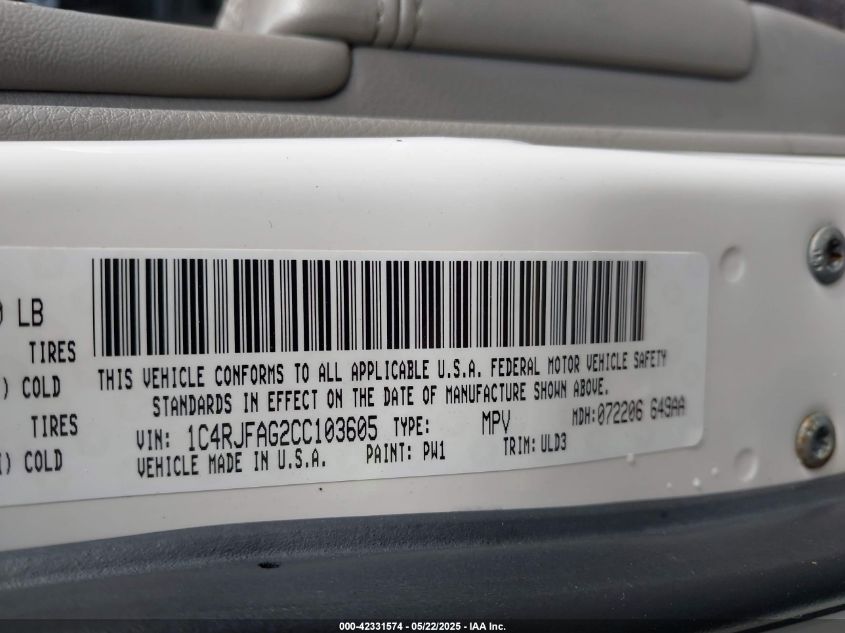 0 LB
TIRES
) COLD
TIRES
) COLD
THIS VEHICLE CONFORMS TO ALL APPLICABLE U.S.A. FEDERAL MOTOR VEHICLE SAFETY
STANDARDS IN EFFECT ON THE DATE OF MANUFACTURE SHOWN ABOVE.
VIN: 1C4RJFAG2CC103605 TYPE: MPV MDH:072206 649AA
VEHICLE MADE IN U.S.A. PAINT: PW1 TRIM: ULD3
000-42331574 - 05/22/2025 - IAA Inc.